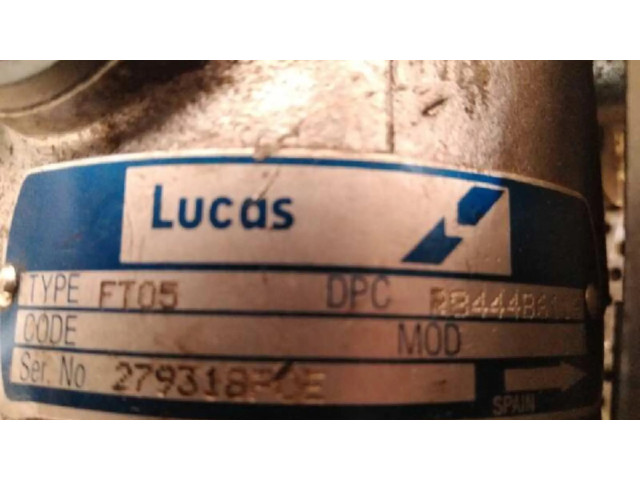 Lucas
TYPE FT05 DPC
CODE MOD
Ser. No
SPAIN